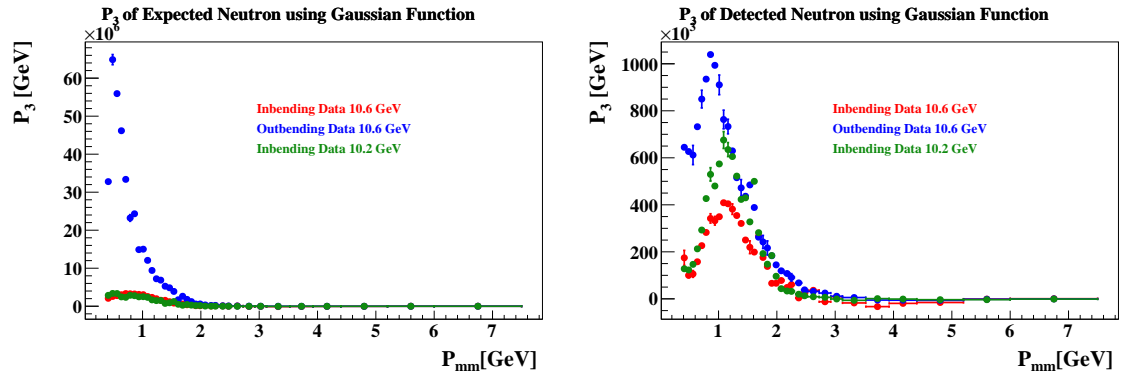 P3 of Expected Neutron using Gaussian Function
×10^6
P3 [GeV]
60
50
40
30
20
10
0
Inbending Data 10.6 GeV
Outbending Data 10.6 GeV
Inbending Data 10.2 GeV
1 2 3 4 5 6 7
Pmm[GeV]
P3 of Detected Neutron using Gaussian Function
×10^3
P3 [GeV]
1000
800
600
400
200
0
Inbending Data 10.6 GeV
Outbending Data 10.6 GeV
Inbending Data 10.2 GeV
1 2 3 4 5 6 7
Pmm[GeV]